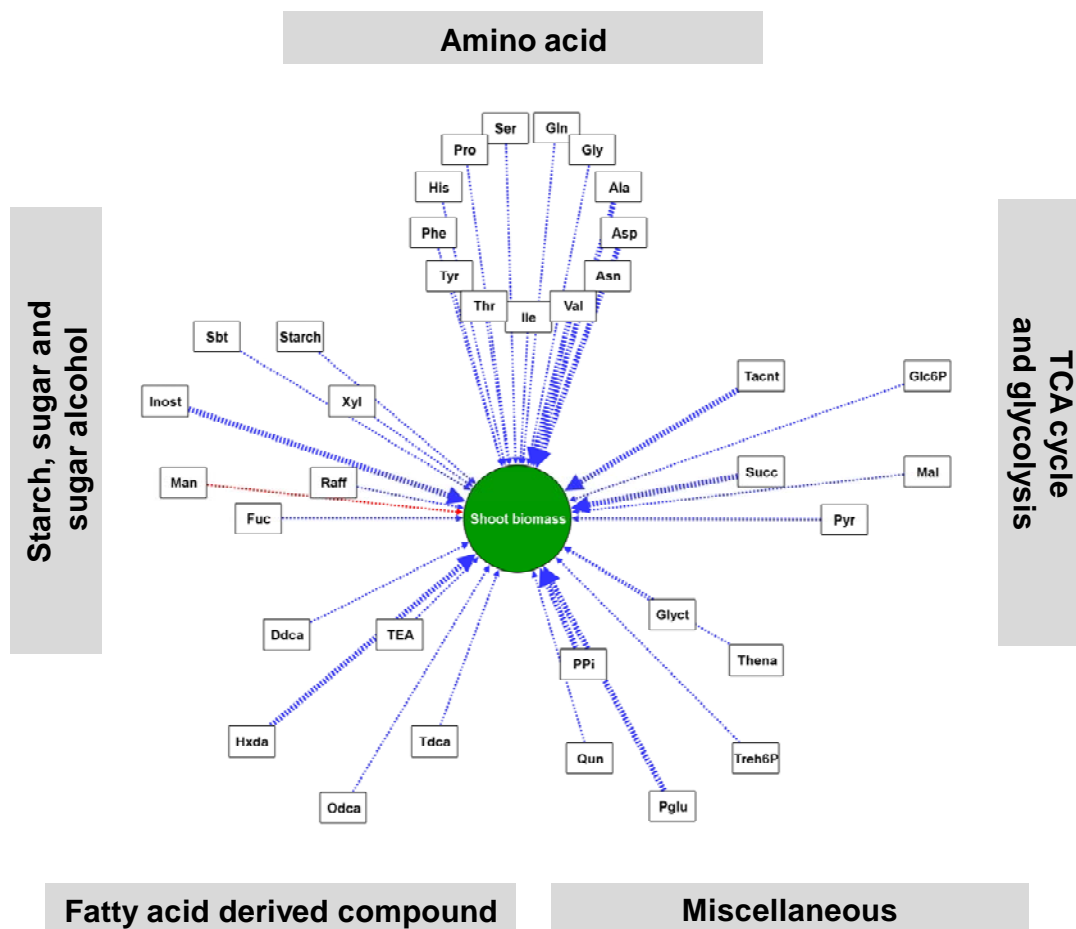 Amino acid
Ser
Gln
Pro
Gly
His
Ala
Phe
Asp
Tyr
Asn
Thr
Ile
Val
Starch, sugar and
sugar alcohol
Sbt
Starch
Inost
Xyl
Man
Raff
Fuc
Shoot biomass
TCA cycle
and glycolysis
Tacnt
Glc6P
Succ
Mal
Pyr
Ddca
TEA
Hxda
Tdca
Odca
Glyct
PPi
Thena
Qun
Treh6P
Pglu
Fatty acid derived compound
Miscellaneous